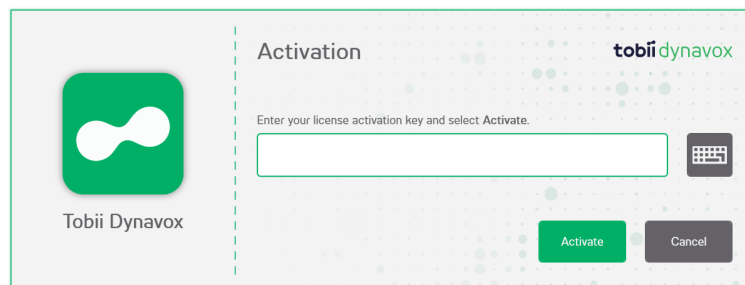 Activation
tobii dynavox
Enter your license activation key and select Activate.
Tobii Dynavox
Activate
Cancel